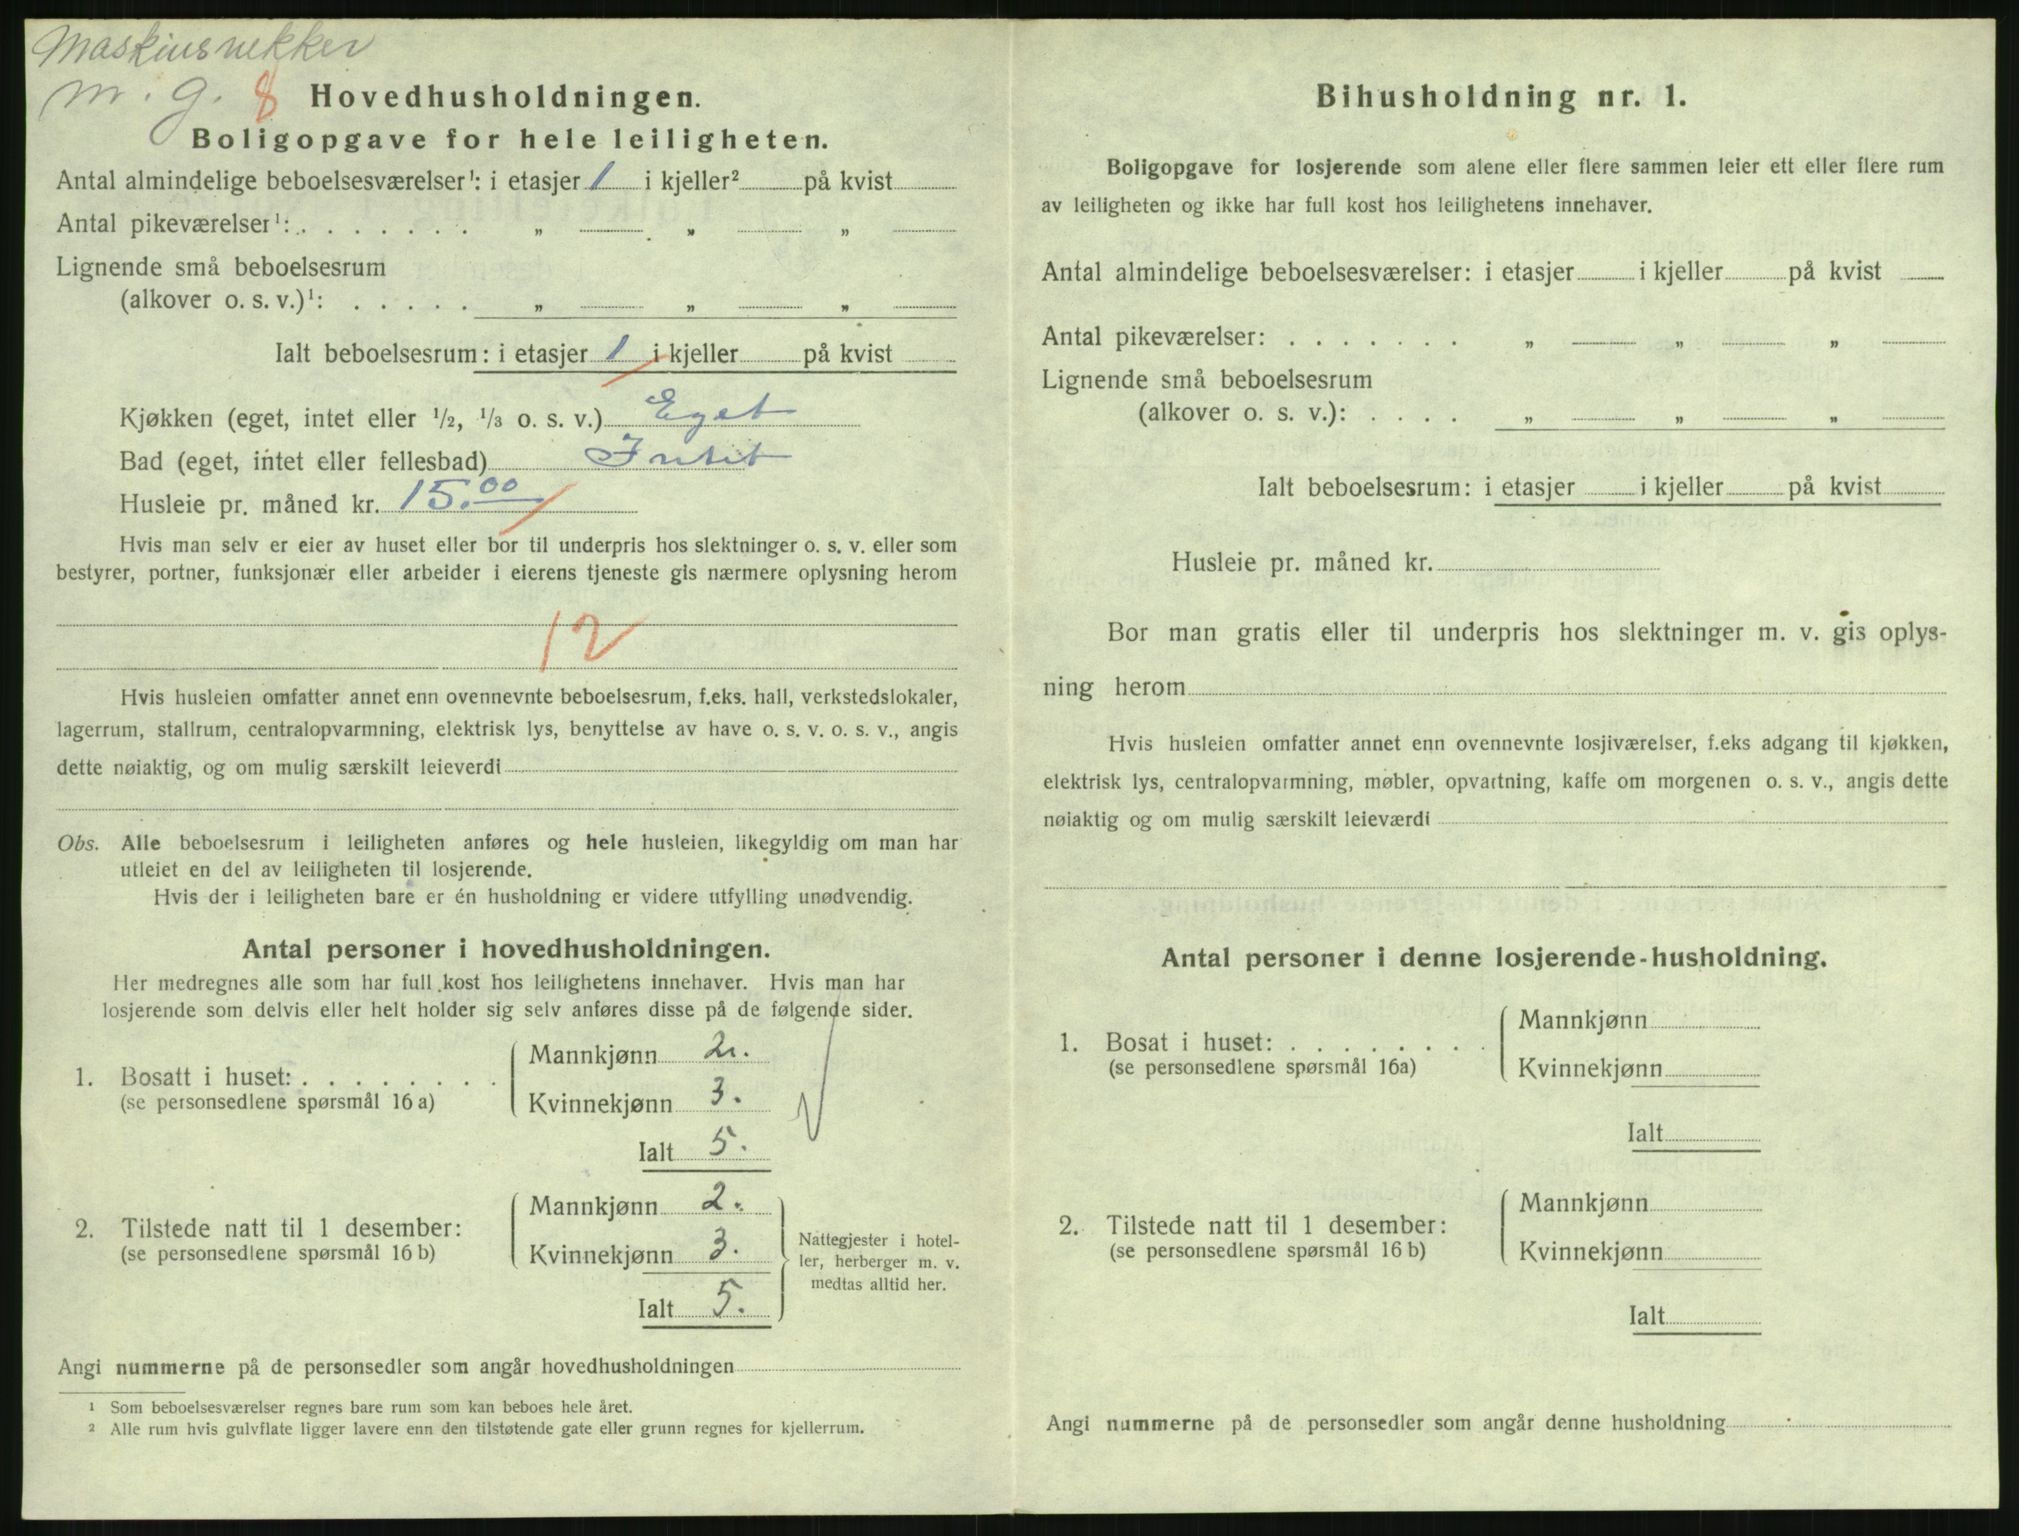 Maskinsnekker
m. g. 8 Hovedhusholdningen.
Boligopgave for hele leiligheten.
Antal almindelige beboelsesværelser¹: i etasjer 1 i kjeller² på kvist
Antal pikeværelser¹: . . . . . . . „ „ „
Lignende små beboelsesrum
(alkover o. s. v.)¹: . . . . . „ „ „
Ialt beboelsesrum: i etasjer 1 i kjeller på kvist
Kjøkken (eget, intet eller 1/2, 1/3 o. s. v.) Eget
Bad (eget, intet eller fellesbad) Intit
Husleie pr. måned kr. 15.00
Hvis man selv er eier av huset eller bor til underpris hos slektninger o. s. v. eller som
bestyrer, portner, funksjonær eller arbeider i eierens tjeneste gis nærmere oplysning herom
12
Hvis husleien omfatter annet enn ovennevnte beboelsesrum, f.eks. hall, verkstedslokaler,
lagerrum, stallrum, centralopvarmning, elektrisk lys, benyttelse av have o. s. v. o. s. v., angis
dette nøiaktig, og om mulig særskilt leieverdi
Obs. Alle beboelsesrum i leiligheten anføres og hele husleien, likegyldig om man har
utleiet en del av leiligheten til losjerende.
Hvis der i leiligheten bare er én husholdning er videre utfylling unødvendig.
Antal personer i hovedhusholdningen.
Her medregnes alle som har full kost hos leilighetens innehaver. Hvis man har
losjerende som delvis eller helt holder sig selv anføres disse på de følgende sider.
1. Bosatt i huset: . . . . . . . .
(se personsedlene spørsmål 16 a)
Mannkjønn 2.
Kvinnekjønn 3.
Ialt 5.
2. Tilstede natt til 1 desember:
(se personsedlene spørsmål 16 b)
Mannkjønn 2.
Kvinnekjønn 3.
Ialt 5.
Nattegjester i hotel-
ler, herberger m. v.
medtas alltid her.
Angi nummerne på de personsedler som angår hovedhusholdningen
¹ Som beboelsesværelser regnes bare rum som kan beboes hele året.
² Alle rum hvis gulvflate ligger lavere enn den tilstøtende gate eller grunn regnes for kjellerrum.
Bihusholdning nr. 1.
Boligopgave for losjerende som alene eller flere sammen leier ett eller flere rum
av leiligheten og ikke har full kost hos leilighetens innehaver.
Antal almindelige beboelsesværelser: i etasjer i kjeller på kvist
Antal pikeværelser: . . . . . . . „ „ „
Lignende små beboelsesrum
(alkover o. s. v.): . . . . „ „ „
Ialt beboelsesrum: i etasjer i kjeller på kvist
Husleie pr. måned kr.
Bor man gratis eller til underpris hos slektninger m. v. gis oplys-
ning herom
Hvis husleien omfatter annet enn ovennevnte losjiværelser, f.eks adgang til kjøkken,
elektrisk lys, centralopvarmning, møbler, opvartning, kaffe om morgenen o. s. v., angis dette
nøiaktig og om mulig særskilt leieværdi
Antal personer i denne losjerende-husholdning.
1. Bosat i huset: . . . . . . . .
(se personsedlene spørsmål 16a)
Mannkjønn
Kvinnekjønn
Ialt
2. Tilstede natt til 1 desember:
(se personsedlene spørsmål 16 b)
Mannkjønn
Kvinnekjønn
Ialt
Angi nummerne på de personsedler som angår denne husholdning